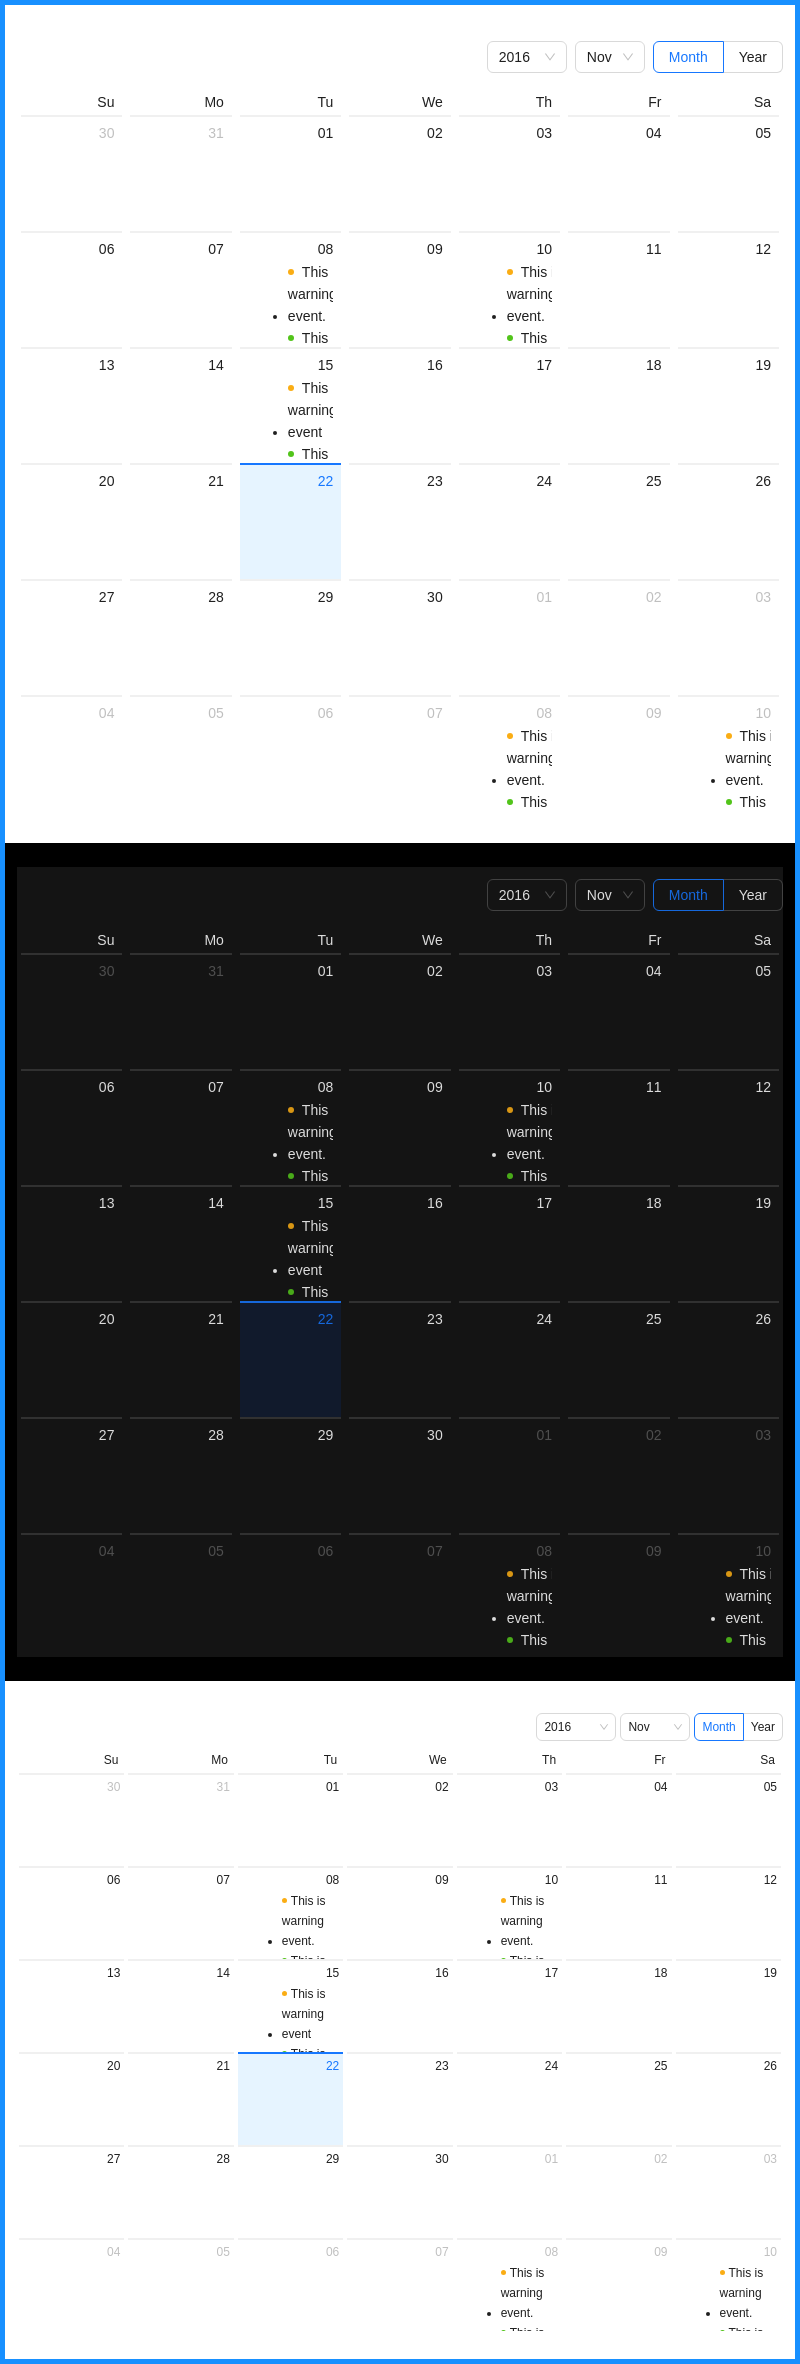 2016 Nov Month Year
Su Mo Tu We Th Fr Sa
30 31 01 02 03 04 05
06 07 08 09 10 11 12
This This
warning warning
event. event.
This This
13 14 15 16 17 18 19
This
warning
event
This
20 21 22 23 24 25 26
27 28 29 30 01 02 03
04 05 06 07 08 09 10
This This
warning warning
event. event.
This This
2016 Nov Month Year
Su Mo Tu We Th Fr Sa
30 31 01 02 03 04 05
06 07 08 09 10 11 12
This This
warning warning
event. event.
This This
13 14 15 16 17 18 19
This
warning
event
This
20 21 22 23 24 25 26
27 28 29 30 01 02 03
04 05 06 07 08 09 10
This This
warning warning
event. event.
This This
2016 Nov Month Year
Su Mo Tu We Th Fr Sa
30 31 01 02 03 04 05
06 07 08 09 10 11 12
This is This is
warning warning
event. event.
This is This is
13 14 15 16 17 18 19
This is
warning
event
This is
20 21 22 23 24 25 26
27 28 29 30 01 02 03
04 05 06 07 08 09 10
This is This is
warning warning
event. event.
This is This is